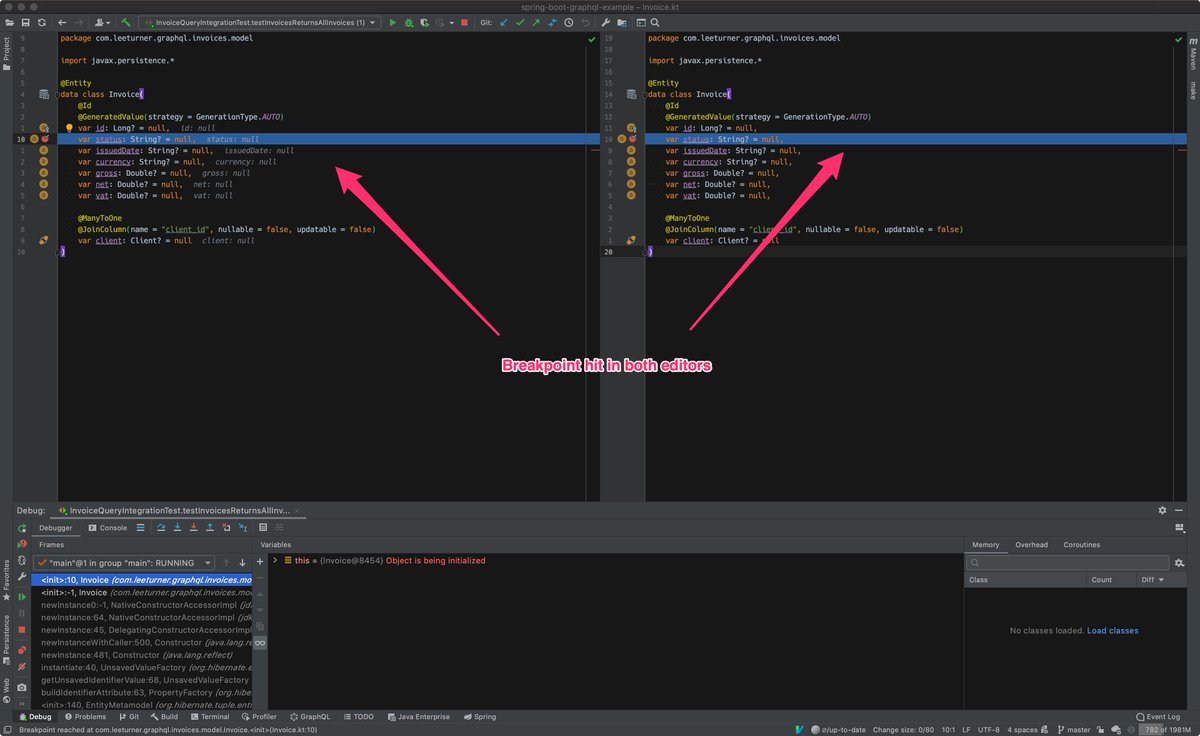 spring-boot-graphql-example – Invoice.kt
InvoiceQueryIntegrationTest.testInvoicesReturnsAllInvoices (1)
Git:
Project
9 package com.leeturner.graphql.invoices.model
8
7 import javax.persistence.*
6
5 @Entity
4 data class Invoice(
3 @Id
2 @GeneratedValue(strategy = GenerationType.AUTO)
1 var id: Long? = null, id: null
10 var status: String? = null, status: null
1 var issuedDate: String? = null, issuedDate: null
2 var currency: String? = null, currency: null
3 var gross: Double? = null, gross: null
4 var net: Double? = null, net: null
5 var vat: Double? = null, vat: null
6
7 @ManyToOne
8 @JoinColumn(name = "client_id", nullable = false, updatable = false)
9 var client: Client? = null client: null
10 )
19 package com.leeturner.graphql.invoices.model
18
17 import javax.persistence.*
16
15 @Entity
14 data class Invoice(
13 @Id
12 @GeneratedValue(strategy = GenerationType.AUTO)
11 var id: Long? = null,
10 var status: String? = null,
9 var issuedDate: String? = null,
8 var currency: String? = null,
7 var gross: Double? = null,
6 var net: Double? = null,
5 var vat: Double? = null,
4
3 @ManyToOne
2 @JoinColumn(name = "client_id", nullable = false, updatable = false)
1 var client: Client? = null
20 )
Maven
make
Breakpoint hit in both editors
Debug: InvoiceQueryIntegrationTest.testInvoicesReturnsAllInv...
Debugger Console
Frames
"main"@1 in group "main": RUNNING
<init>:10, Invoice (com.leeturner.graphql.invoices.mo
<init>:-1, Invoice (com.leeturner.graphql.invoices.mo
newInstance0:-1, NativeConstructorAccessorImpl (jdk
newInstance:64, NativeConstructorAccessorImpl (jdk
newInstance:45, DelegatingConstructorAccessorImpl
newInstanceWithCaller:500, Constructor (java.lang.re
newInstance:481, Constructor (java.lang.reflect)
instantiate:40, UnsavedValueFactory (org.hibernate.e
getUnsavedIdentifierValue:68, UnsavedValueFactory
buildIdentifierAttribute:63, PropertyFactory (org.hiber
<init>:140, EntityMetamodel (org.hibernate.tuple.ent
Variables
this = {Invoice@8454} Object is being initialized
Memory Overhead Coroutines
Class Count Diff
No classes loaded. Load classes
Favorites
Persistence
Web
Debug Problems Git Build Terminal Profiler GraphQL TODO Java Enterprise Spring Event Log
Breakpoint reached at com.leeturner.graphql.invoices.model.Invoice.<init>(Invoice.kt:10)
/up-to-date Change size: 0/80 10:1 LF UTF-8 4 spaces master 782 of 1981M